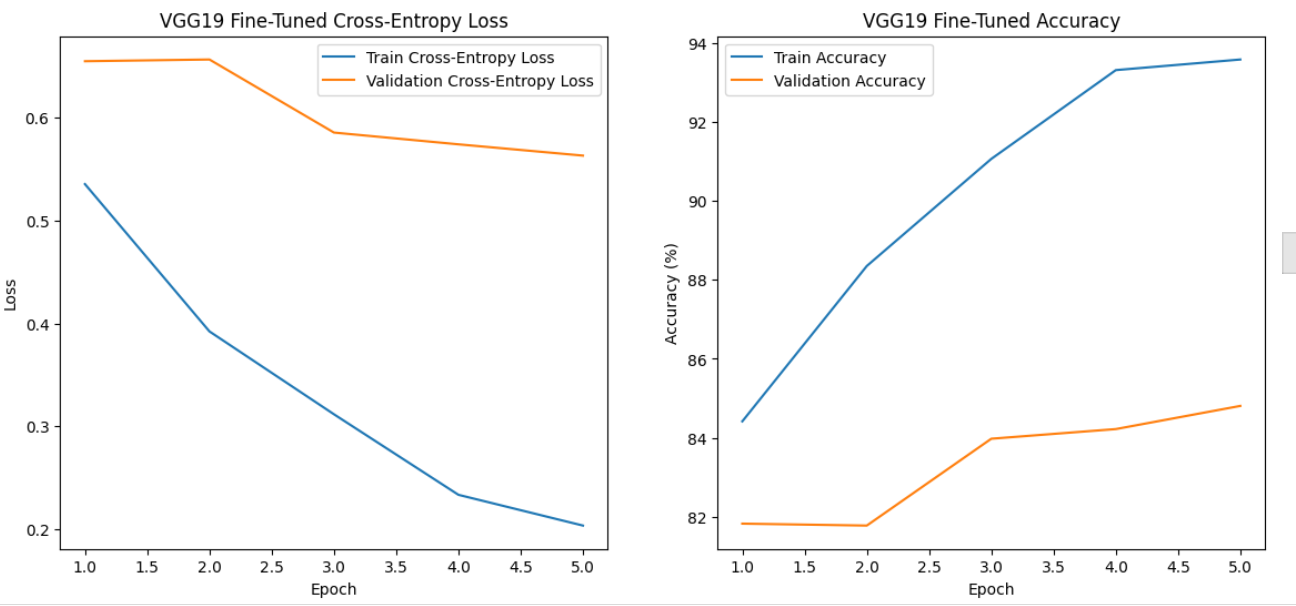 VGG19 Fine-Tuned Cross-Entropy Loss
Train Cross-Entropy Loss
Validation Cross-Entropy Loss
0.6
0.5
0.4
0.3
0.2
Loss
1.0 1.5 2.0 2.5 3.0 3.5 4.0 4.5 5.0
Epoch
VGG19 Fine-Tuned Accuracy
Train Accuracy
Validation Accuracy
94
92
90
88
86
84
82
Accuracy (%)
1.0 1.5 2.0 2.5 3.0 3.5 4.0 4.5 5.0
Epoch